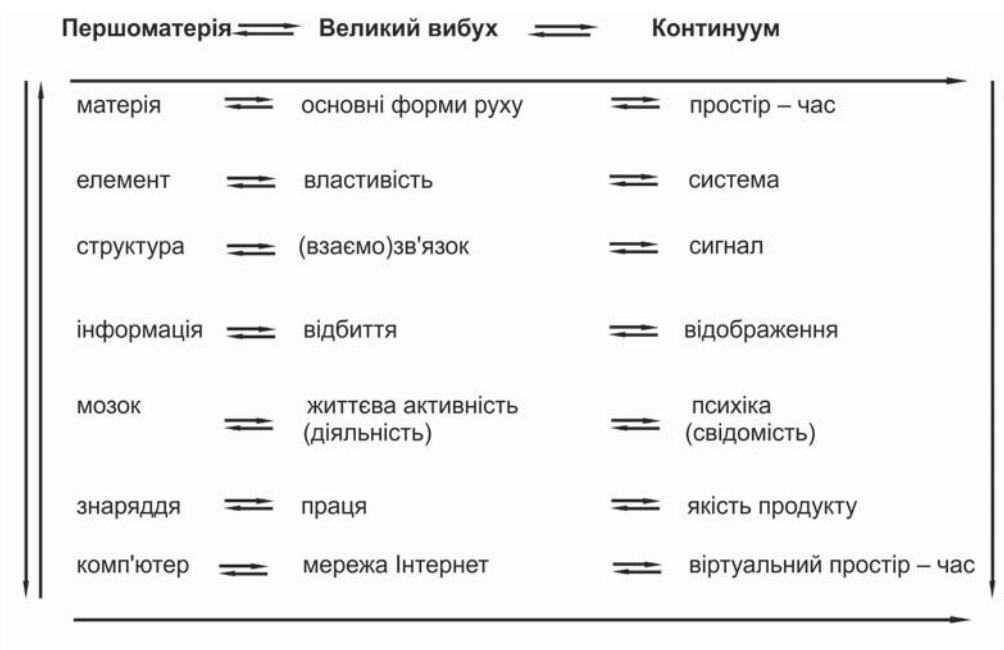 Першоматерія Великий вибух Континуум
матерія основні форми руху простір – час
елемент властивість система
структура (взаємо)зв'язок сигнал
інформація відбиття відображення
мозок життєва активність психіка
(діяльність) (свідомість)
знаряддя праця якість продукту
комп'ютер мережа Інтернет віртуальний простір – час